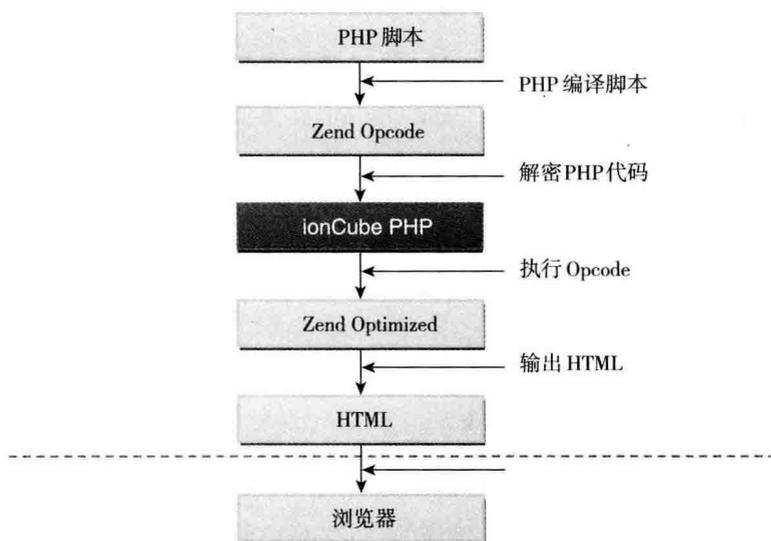 PHP 脚本
PHP 编译脚本
Zend Opcode
解密PHP代码
ionCube PHP
执行 Opcode
Zend Optimized
输出 HTML
HTML
浏览器